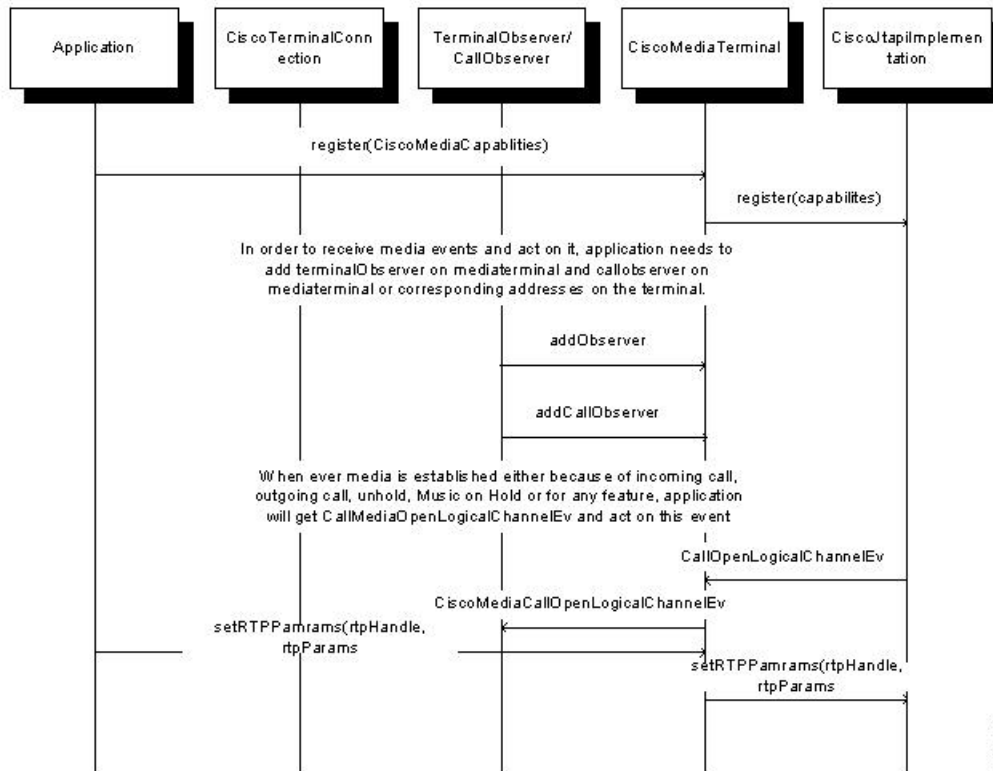 Application
CiscoTerminalConn
ection
TerminalObserver/
CallObserver
CiscoMediaTerminal
CiscoJtapiImplemen
tation
register(CiscoMediaCapablities)
register(capabilites)
In order to receive media events and act on it, application needs to
add terminalObserver on mediaterminal and callobserver on
mediaterminal or corresponding addresses on the terminal.
addObserver
addCallObserver
When ever media is established either because of incoming call,
outgoing call, unhold, Music on Hold or for any feature, application
will get CallMediaOpenLogicalChannelEv and act on this event
CallOpenLogicalChannelEv
CiscoMediaCallOpenLogicalChannelEv
setRTPPamrams(rtpHandle,
rtpParams
setRTPPamrams(rtpHandle,
rtpParams